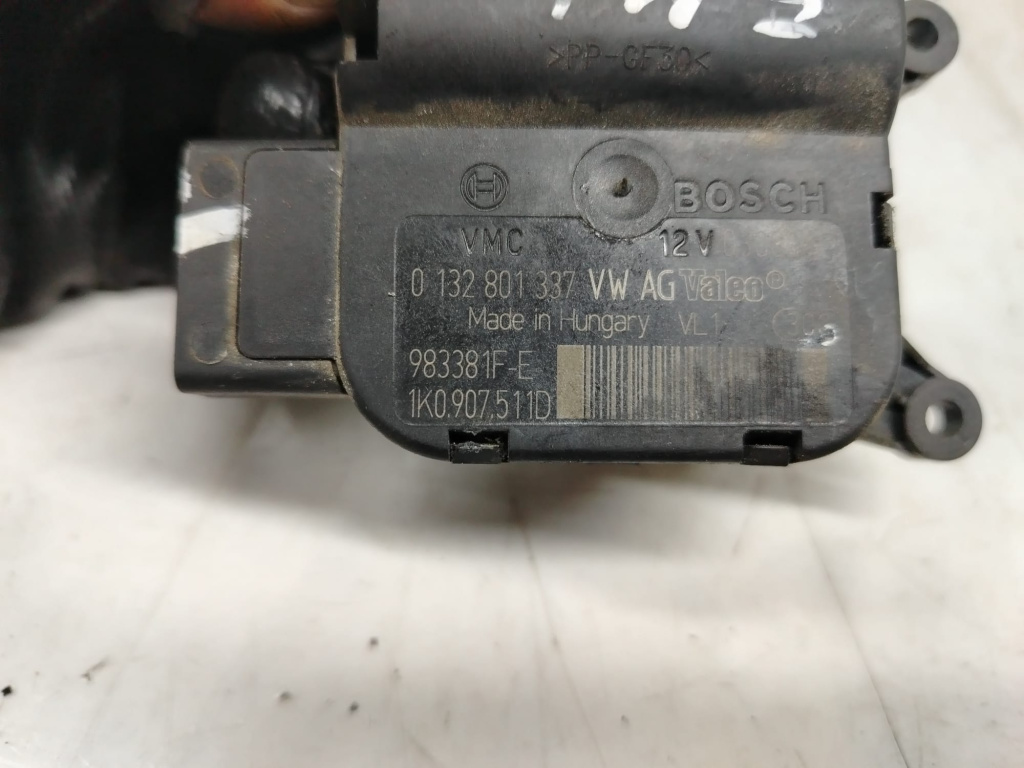 >PP-GF30<
BOSCH
VMC 12V
0 132 801 337 VW AG Valeo®
Made in Hungary VL1
983381F-E
1K0.907.511D